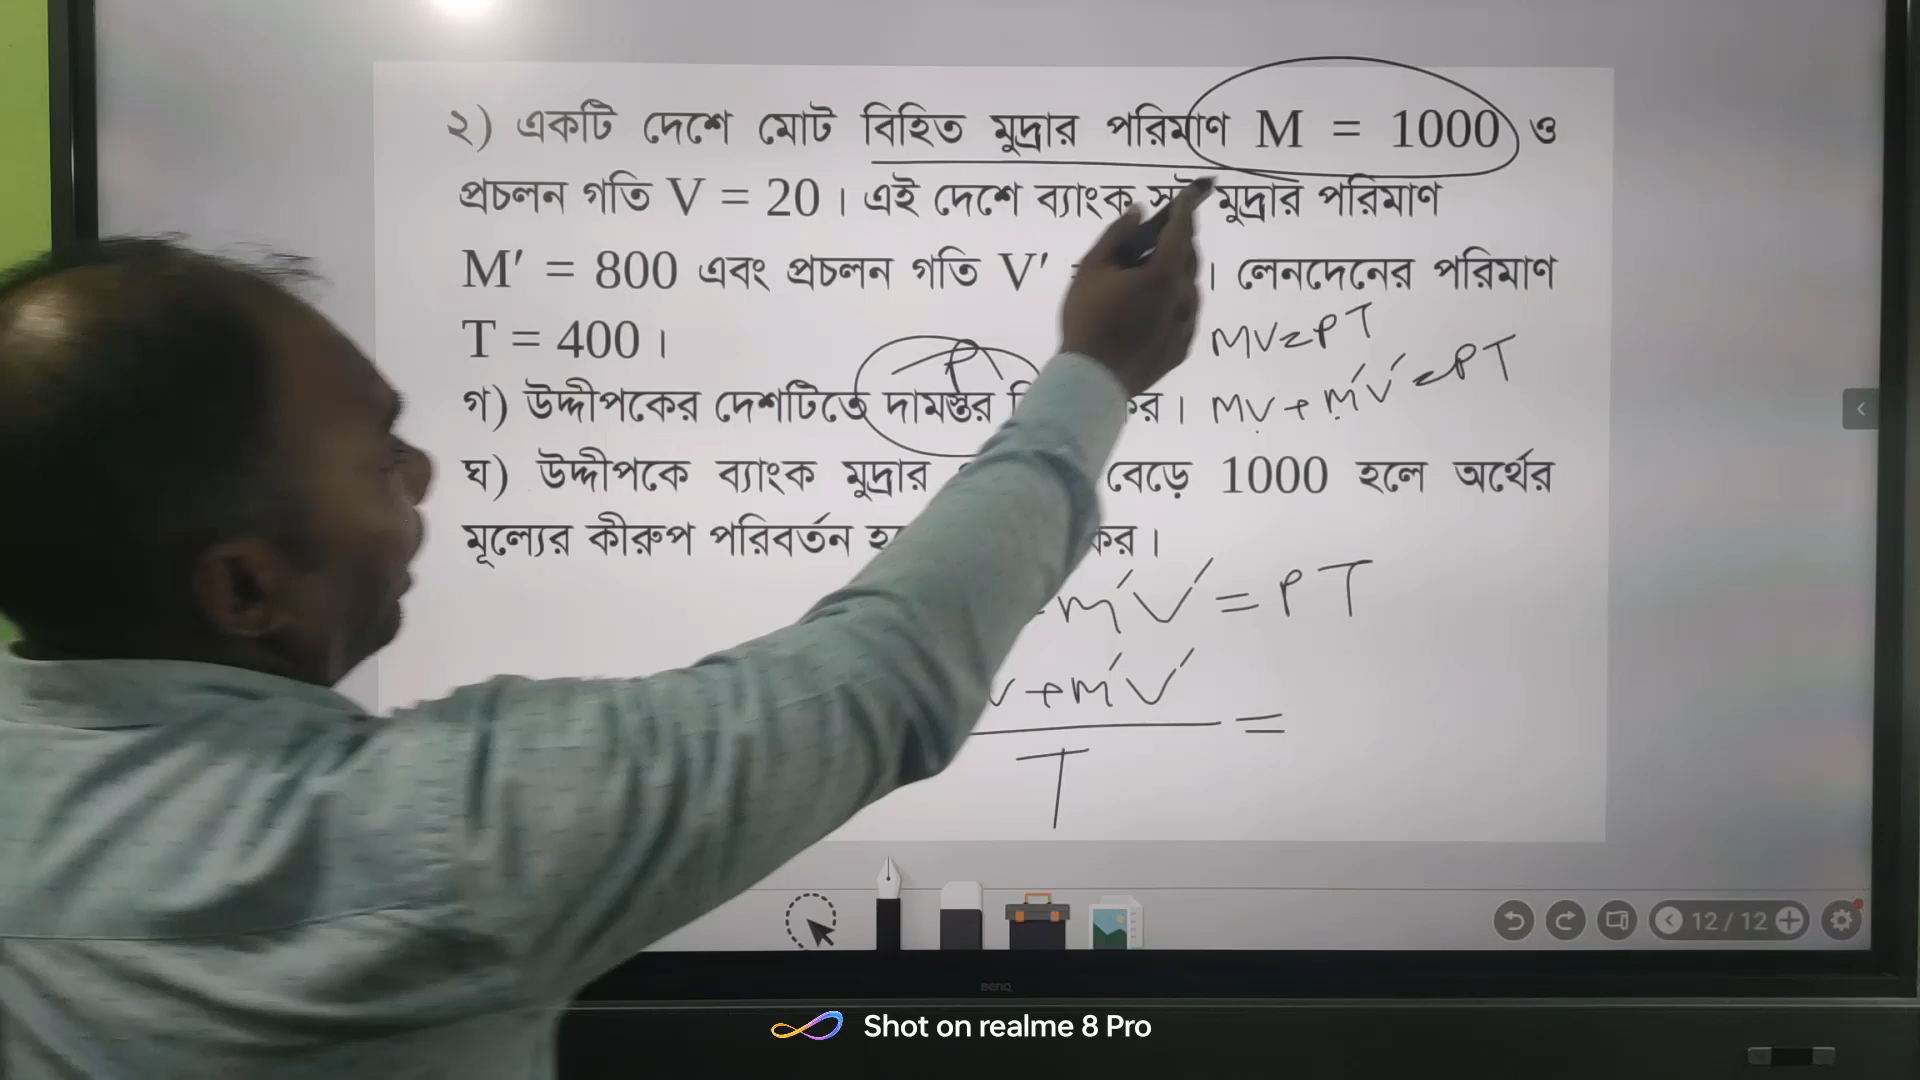 ২) একটি দেশে মোট বিহিত মুদ্রার পরিমাণ M = 1000 ও
প্রচলন গতি V = 20। এই দেশে ব্যাংক মুদ্রার পরিমাণ
M′ = 800 এবং প্রচলন গতি V′ । লেনদেনের পরিমাণ
T = 400।
MV=PT
P
গ) উদ্দীপকের দেশটিতে দামস্তর কর।
MV+M′V′=PT
ঘ) উদ্দীপকে ব্যাংক মুদ্রার বেড়ে 1000 হলে অর্থের
মূল্যের কীরুপ পরিবর্তন কর।
M′V′=PT
V+M′V′
=
T
12/12
BenQ
Shot on realme 8 Pro